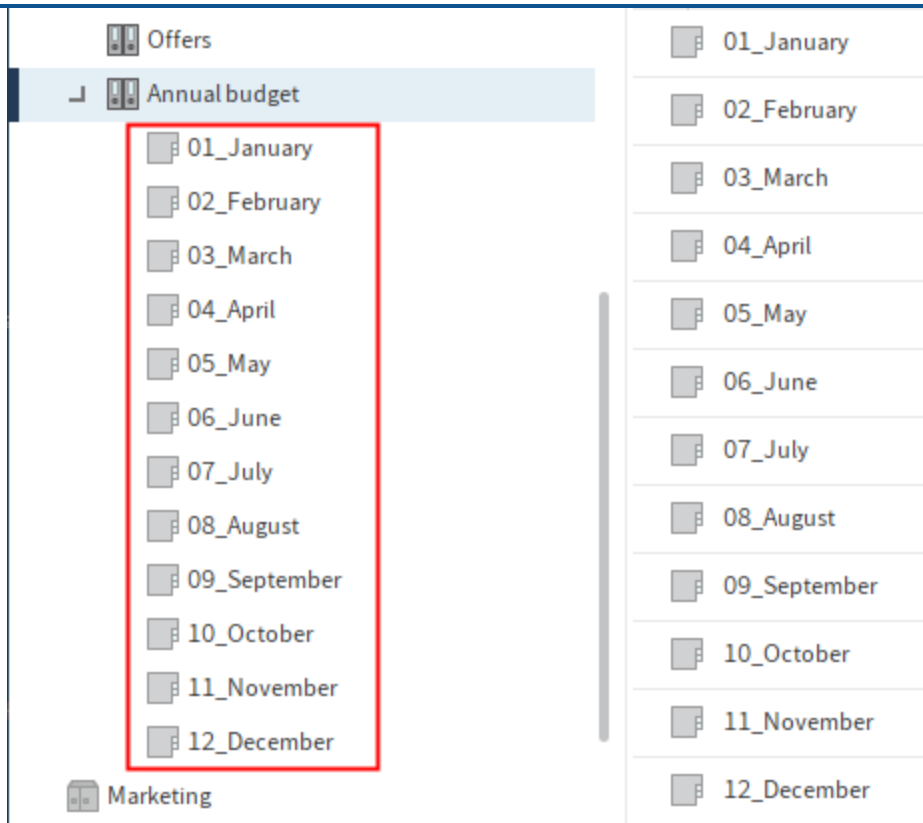 Offers
Annual budget
01_January
02_February
03_March
04_April
05_May
06_June
07_July
08_August
09_September
10_October
11_November
12_December
Marketing
01_January
02_February
03_March
04_April
05_May
06_June
07_July
08_August
09_September
10_October
11_November
12_December